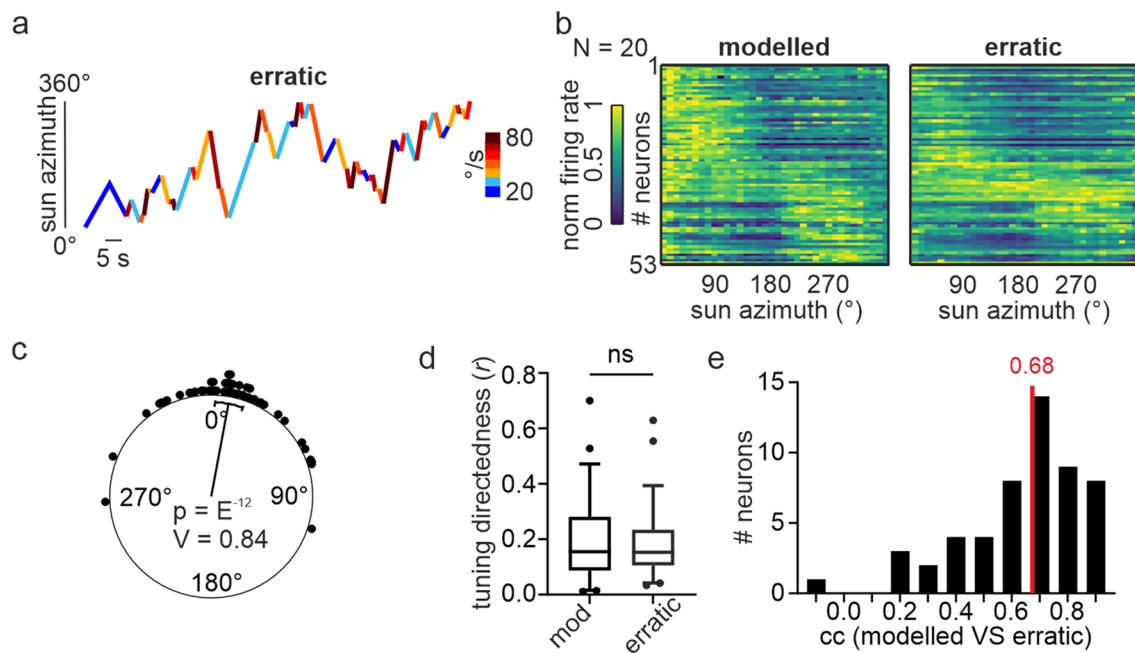 a
erratic
360°
sun azimuth
0°
5 s
°/s
80
20
b
N = 20
modelled
erratic
norm firing rate
1
0.5
0
# neurons
1
53
90 180 270
sun azimuth (°)
90 180 270
sun azimuth (°)
c
0°
270°
90°
p = E⁻¹²
V = 0.84
180°
d
ns
tuning directedness (r)
0.8
0.6
0.4
0.2
0.0
mod
erratic
e
0.68
# neurons
15
10
5
0
0.0 0.2 0.4 0.6 0.8
cc (modelled VS erratic)